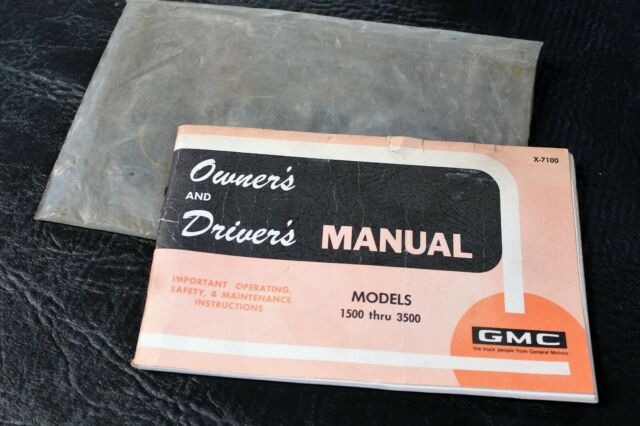 X-7100
Owner's
AND
Driver's MANUAL
IMPORTANT OPERATING,
SAFETY, & MAINTENANCE
INSTRUCTIONS
MODELS
1500 thru 3500
GMC
the truck people from General Motors